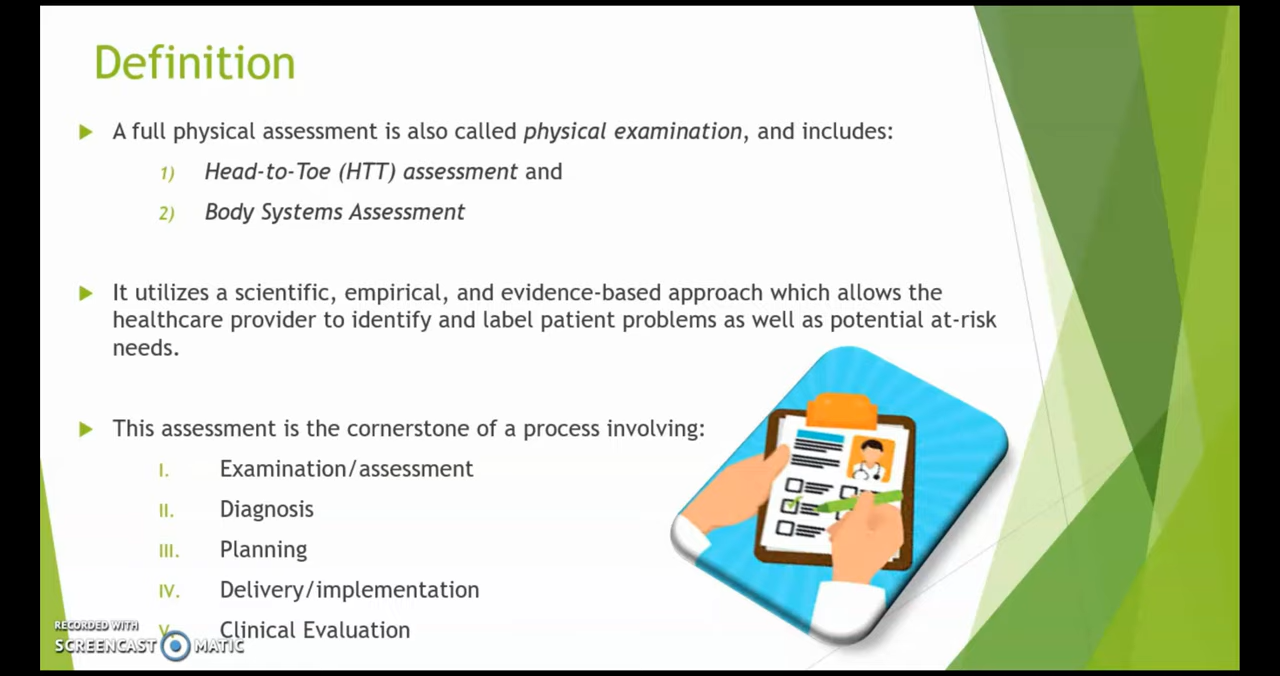 Definition
A full physical assessment is also called physical examination, and includes:
1) Head-to-Toe (HTT) assessment and
2) Body Systems Assessment
It utilizes a scientific, empirical, and evidence-based approach which allows the
healthcare provider to identify and label patient problems as well as potential at-risk
needs.
This assessment is the cornerstone of a process involving:
I. Examination/assessment
II. Diagnosis
III. Planning
IV. Delivery/implementation
V. Clinical Evaluation
RECORDED WITH
SCREENCAST MATIC